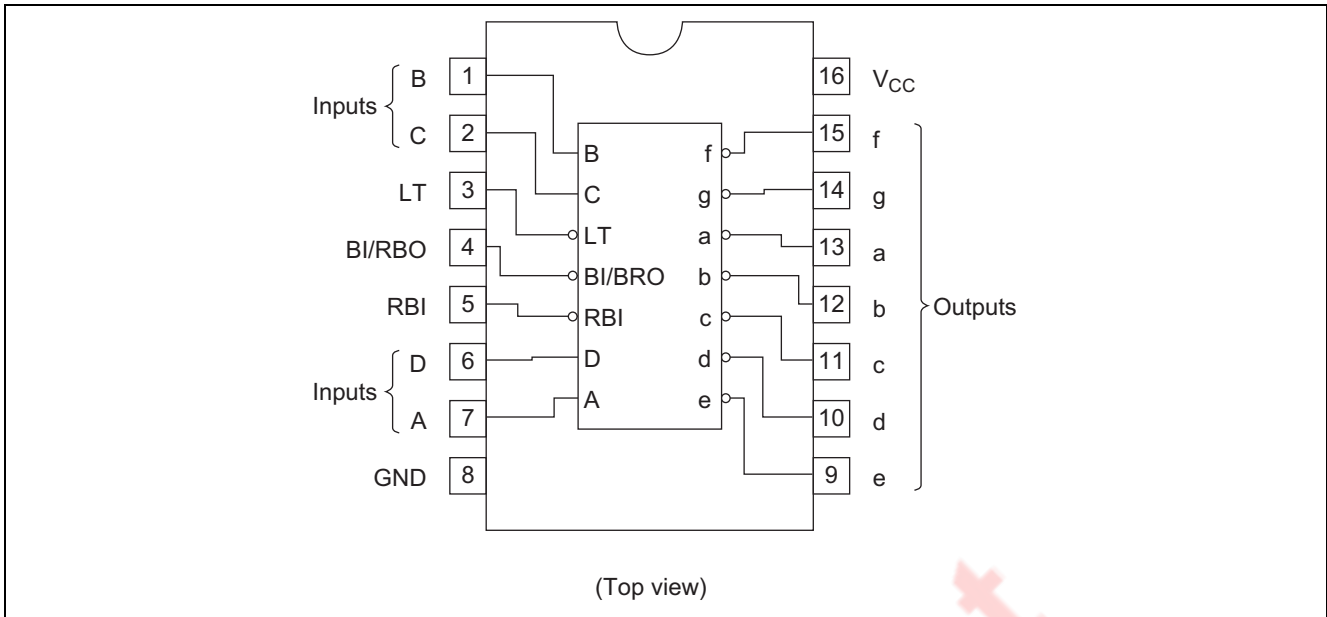 B 1 16 VCC
Inputs
C 2 15 f
B f
LT 3 C g 14 g
LT a
BI/RBO 4 13 a
BI/BRO b
RBI 5 12 b
RBI c Outputs
D 6 D d 11 c
Inputs
A 7 A e 10 d
GND 8 9 e
(Top view)